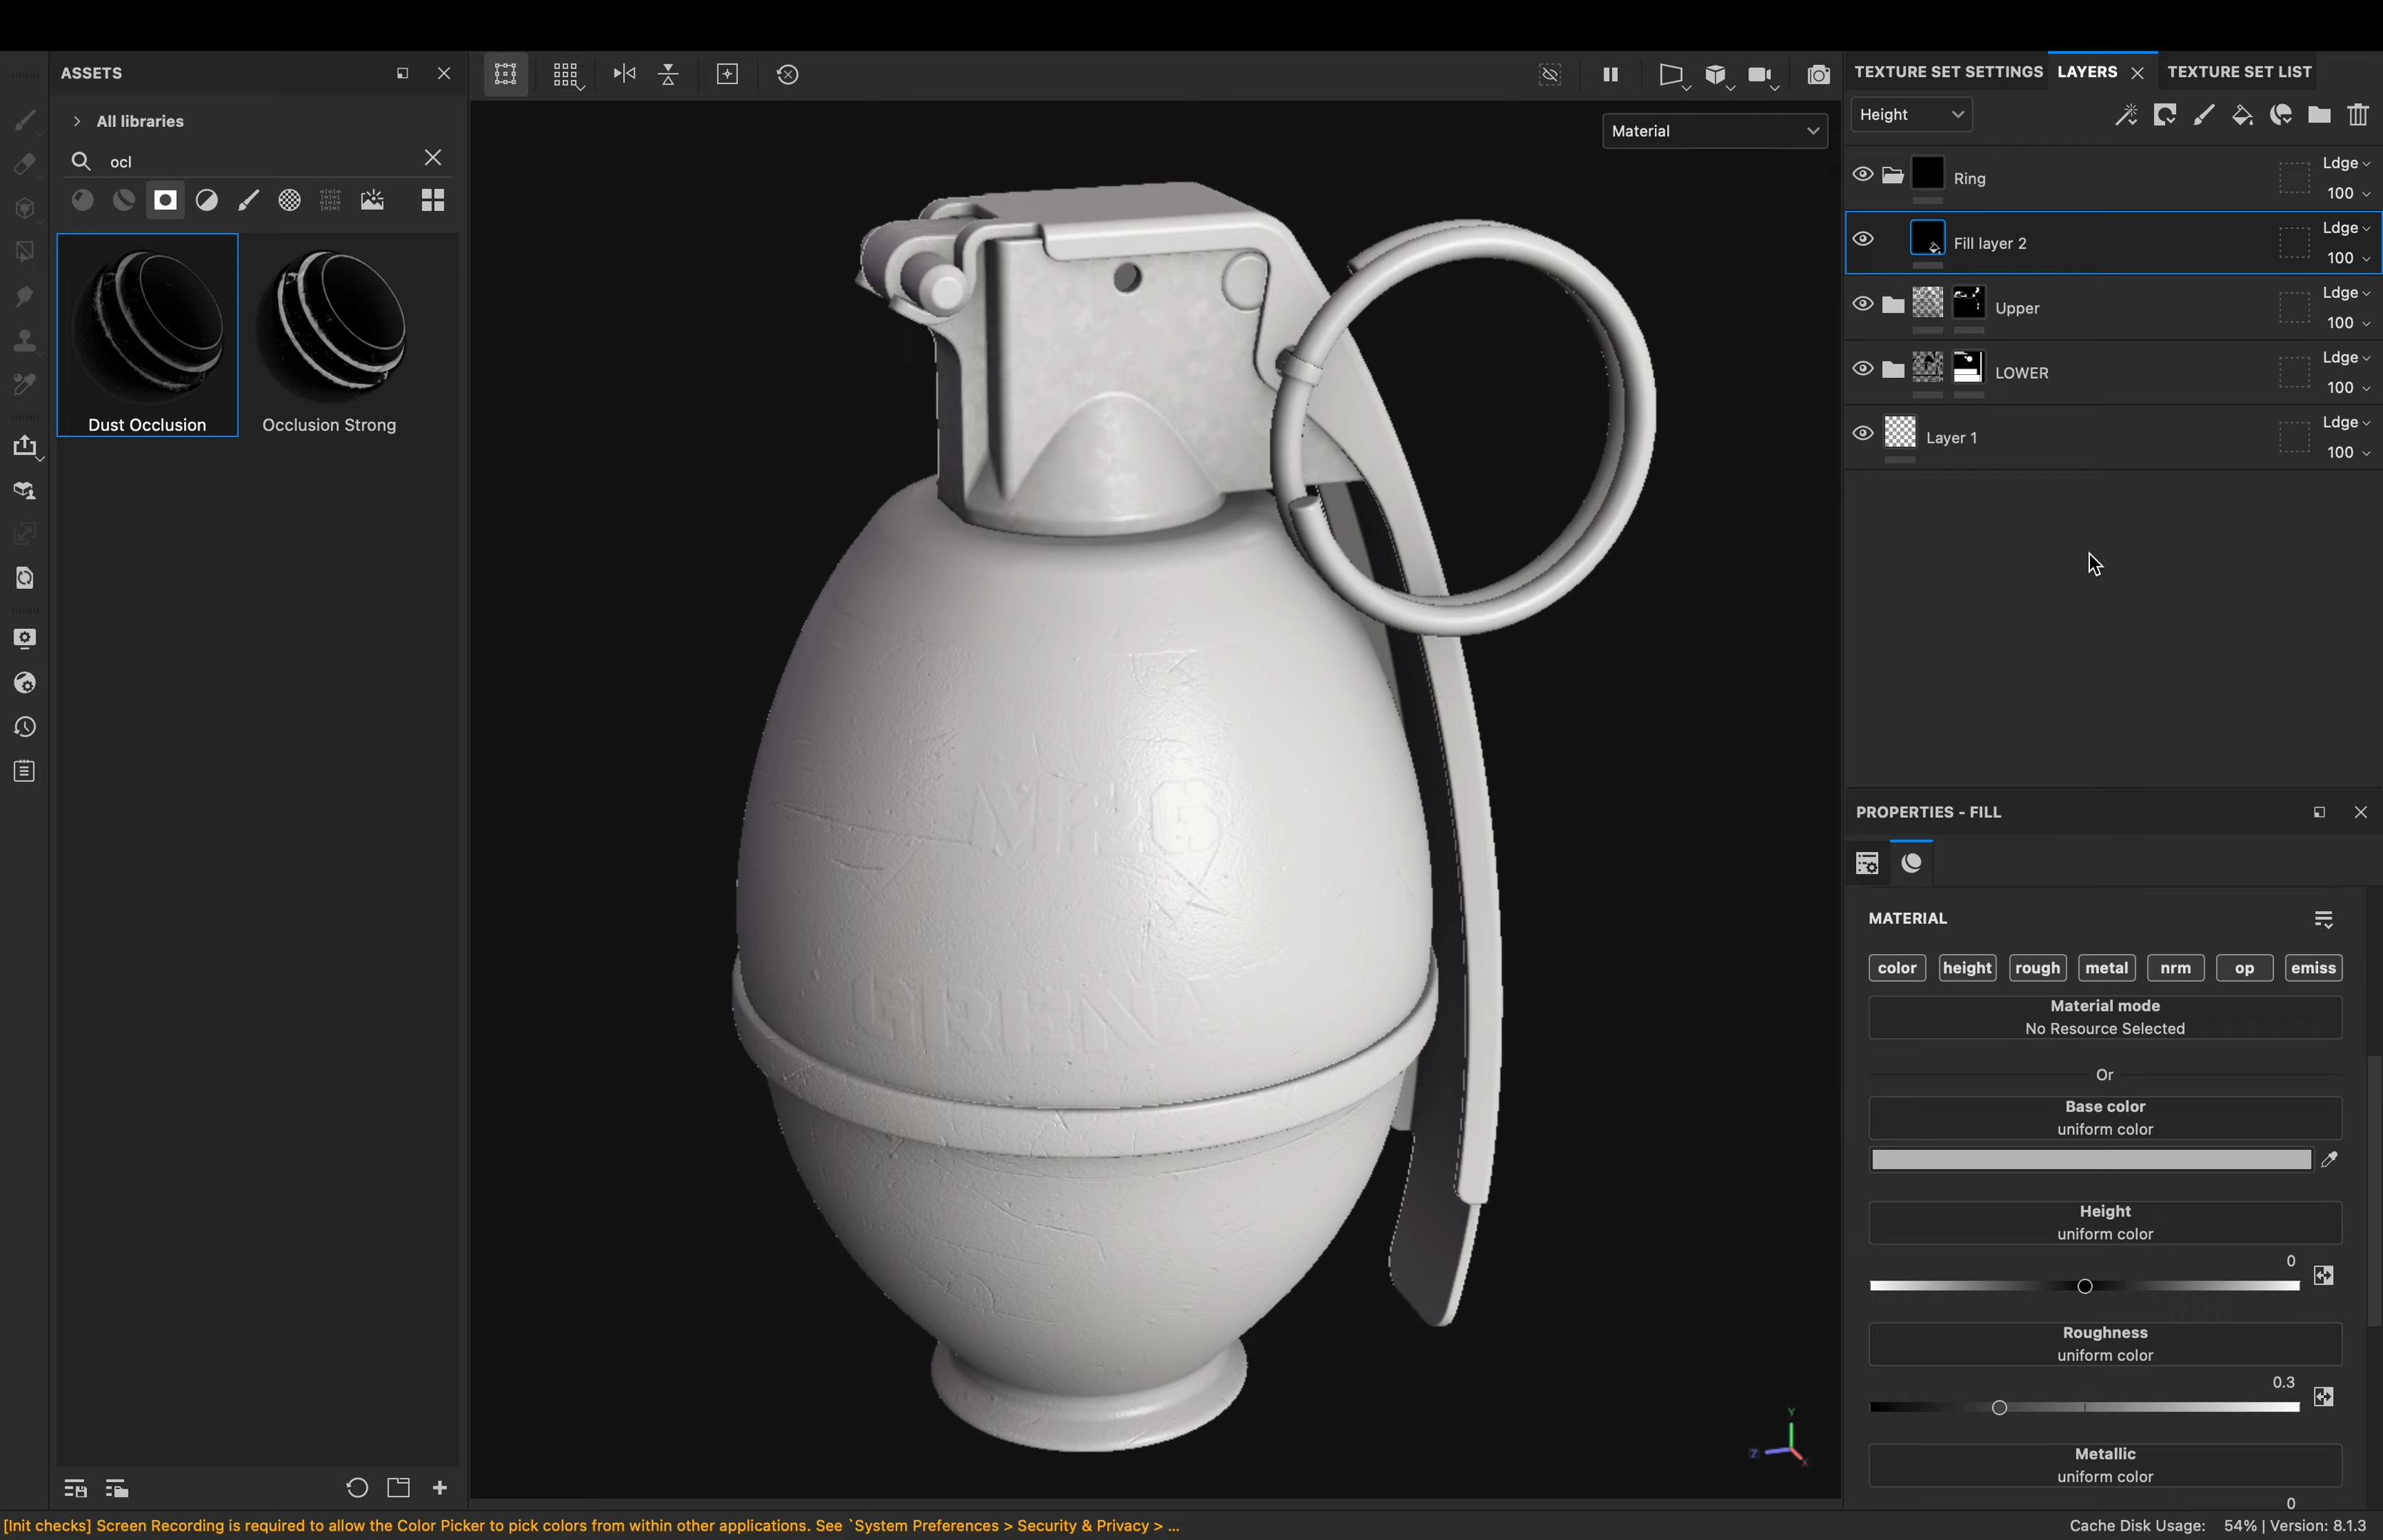 ASSETS
All libraries
ocl
Dust Occlusion
Occlusion Strong
Material
M26
GRENA
Y
Z
X
TEXTURE SET SETTINGS
LAYERS
TEXTURE SET LIST
Height
Ring
Ldge
100
Fill layer 2
Ldge
100
Upper
Ldge
100
LOWER
Ldge
100
Layer 1
Ldge
100
PROPERTIES - FILL
MATERIAL
color height rough metal nrm op emiss
Material mode
No Resource Selected
Or
Base color
uniform color
Height
uniform color
0
Roughness
uniform color
0.3
Metallic
uniform color
0
[Init checks] Screen Recording is required to allow the Color Picker to pick colors from within other applications. See `System Preferences > Security & Privacy > ...
Cache Disk Usage: 54% | Version: 8.1.3